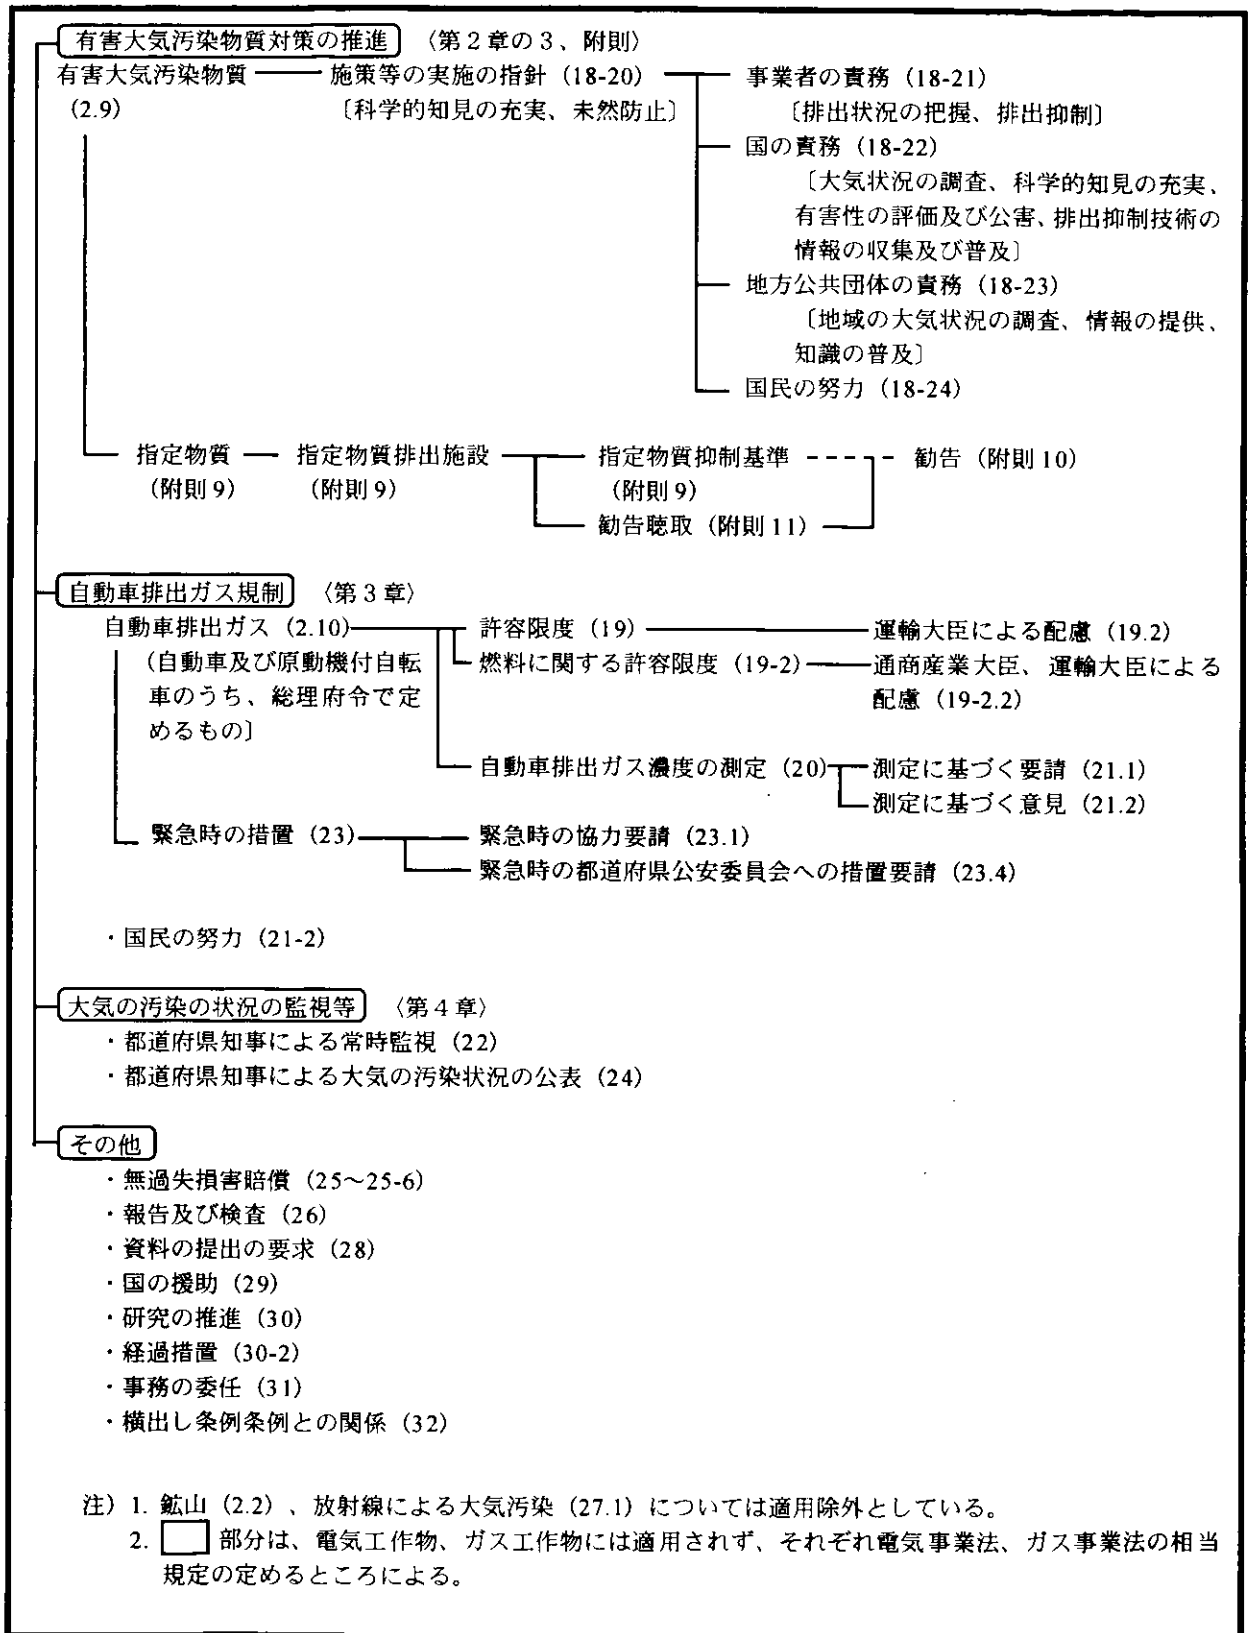 有害大気汚染物質対策の推進 〈第２章の３、附則〉
有害大気汚染物質 施策等の実施の指針（18-20） 事業者の責務（18-21）
（2.9） 〔科学的知見の充実、未然防止〕 〔排出状況の把握、排出抑制〕
国の責務（18-22）
〔大気状況の調査、科学的知見の充実、
有害性の評価及び公害、排出抑制技術の
情報の収集及び普及〕
地方公共団体の責務（18-23）
〔地域の大気状況の調査、情報の提供、
知識の普及〕
国民の努力（18-24）
指定物質 指定物質排出施設 指定物質抑制基準 勧告（附則10）
（附則9） （附則9） （附則9）
勧告聴取（附則11）
自動車排出ガス規制 〈第３章〉
自動車排出ガス（2.10） 許容限度（19） 運輸大臣による配慮（19.2）
（自動車及び原動機付自転 燃料に関する許容限度（19-2） 通商産業大臣、運輸大臣による
車のうち、総理府令で定 配慮（19-2.2）
めるもの〕
自動車排出ガス濃度の測定（20） 測定に基づく要請（21.1）
測定に基づく意見（21.2）
緊急時の措置（23） 緊急時の協力要請（23.1）
緊急時の都道府県公安委員会への措置要請（23.4）
・国民の努力（21-2）
大気の汚染の状況の監視等 〈第４章〉
・都道府県知事による常時監視（22）
・都道府県知事による大気の汚染状況の公表（24）
その他
・無過失損害賠償（25～25-6）
・報告及び検査（26）
・資料の提出の要求（28）
・国の援助（29）
・研究の推進（30）
・経過措置（30-2）
・事務の委任（31）
・横出し条例条例との関係（32）
注）1. 鉱山（2.2）、放射線による大気汚染（27.1）については適用除外としている。
2. 部分は、電気工作物、ガス工作物には適用されず、それぞれ電気事業法、ガス事業法の相当
規定の定めるところによる。